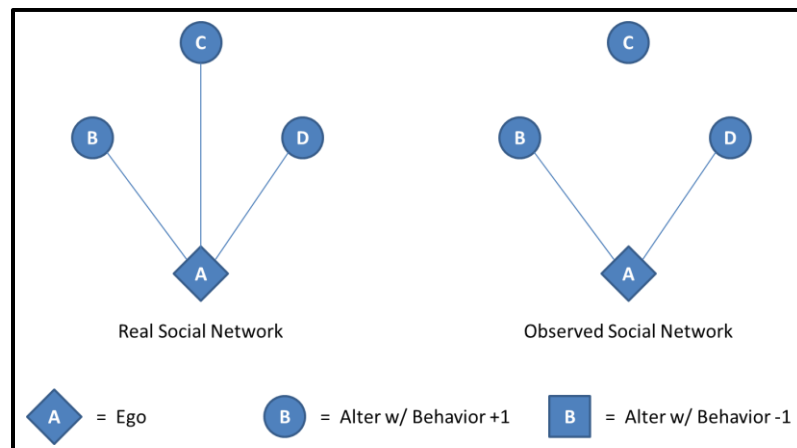 C C
B D B D
A A
Real Social Network Observed Social Network
A = Ego B = Alter w/ Behavior +1 B = Alter w/ Behavior -1